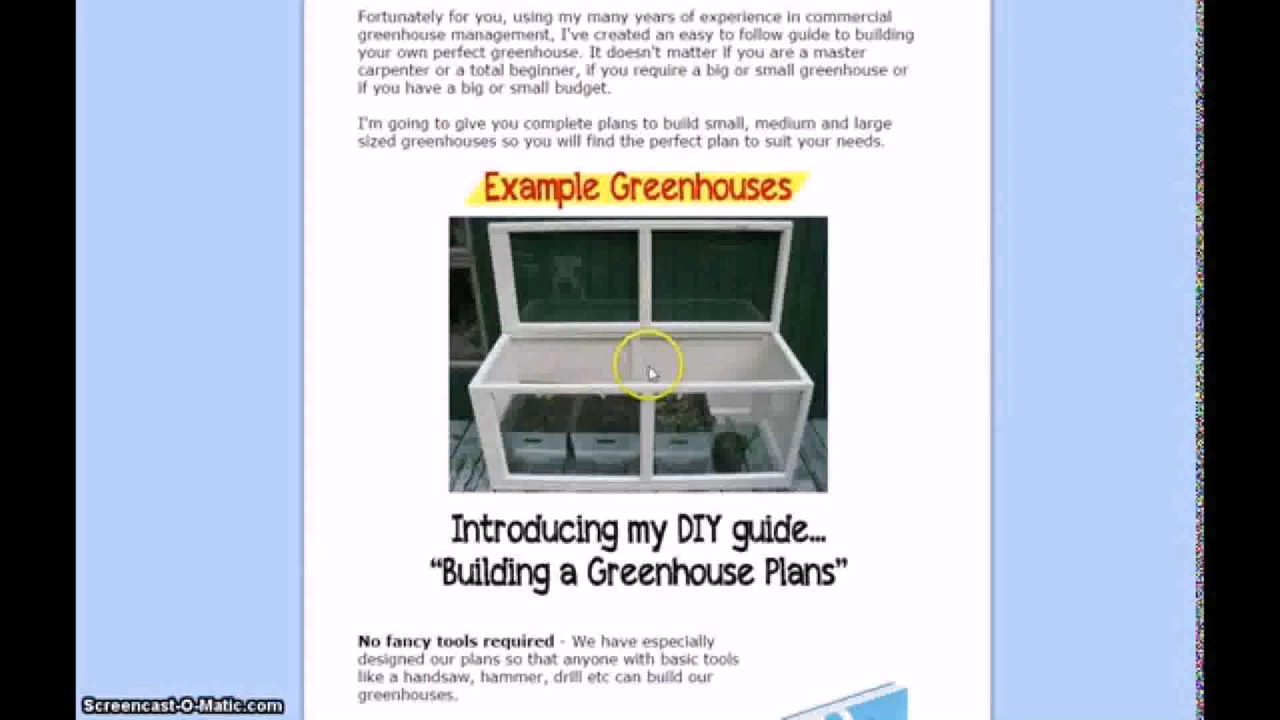 Fortunately for you, using my many years of experience in commercial
greenhouse management, I've created an easy to follow guide to building
your own perfect greenhouse. It doesn't matter if you are a master
carpenter or a total beginner, if you require a big or small greenhouse or
if you have a big or small budget.
I'm going to give you complete plans to build small, medium and large
sized greenhouses so you will find the perfect plan to suit your needs.
Example Greenhouses
Introducing my DIY guide...
“Building a Greenhouse Plans”
No fancy tools required - We have especially
designed our plans so that anyone with basic tools
like a handsaw, hammer, drill etc can build our
greenhouses.
Screencast-O-Matic.com